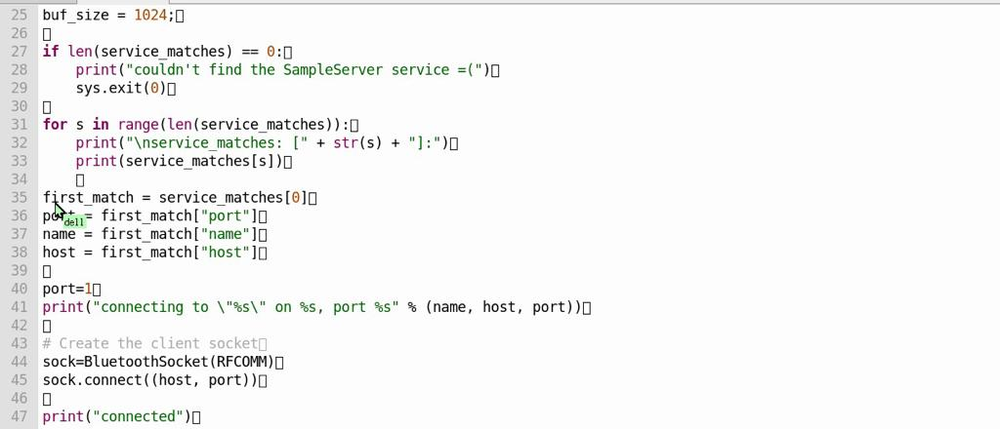 25 buf_size = 1024;
26
27 if len(service_matches) == 0:
28     print("couldn't find the SampleServer service =(")
29     sys.exit(0)
30
31 for s in range(len(service_matches)):
32     print("\nservice_matches: [" + str(s) + "]:")
33     print(service_matches[s])
34
35 first_match = service_matches[0]
36 port = first_match["port"]
dell
37 name = first_match["name"]
38 host = first_match["host"]
39
40 port=1
41 print("connecting to \"%s\" on %s, port %s" % (name, host, port))
42
43 # Create the client socket
44 sock=BluetoothSocket(RFCOMM)
45 sock.connect((host, port))
46
47 print("connected")